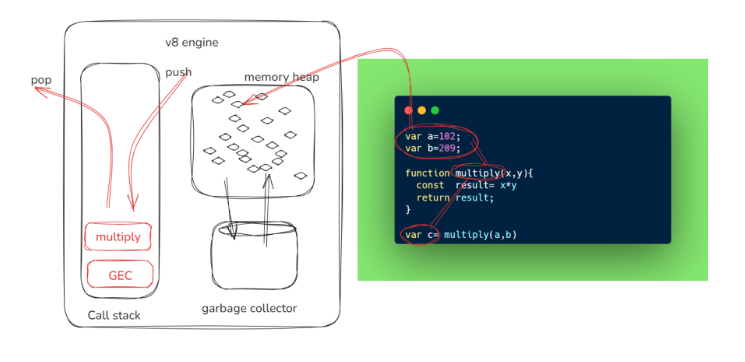 v8 engine
pop
push
memory heap
multiply
GEC
Call stack
garbage collector
var a=102;
var b=209;
function multiply(x,y){
const result= x*y
return result;
}
var c= multiply(a,b)